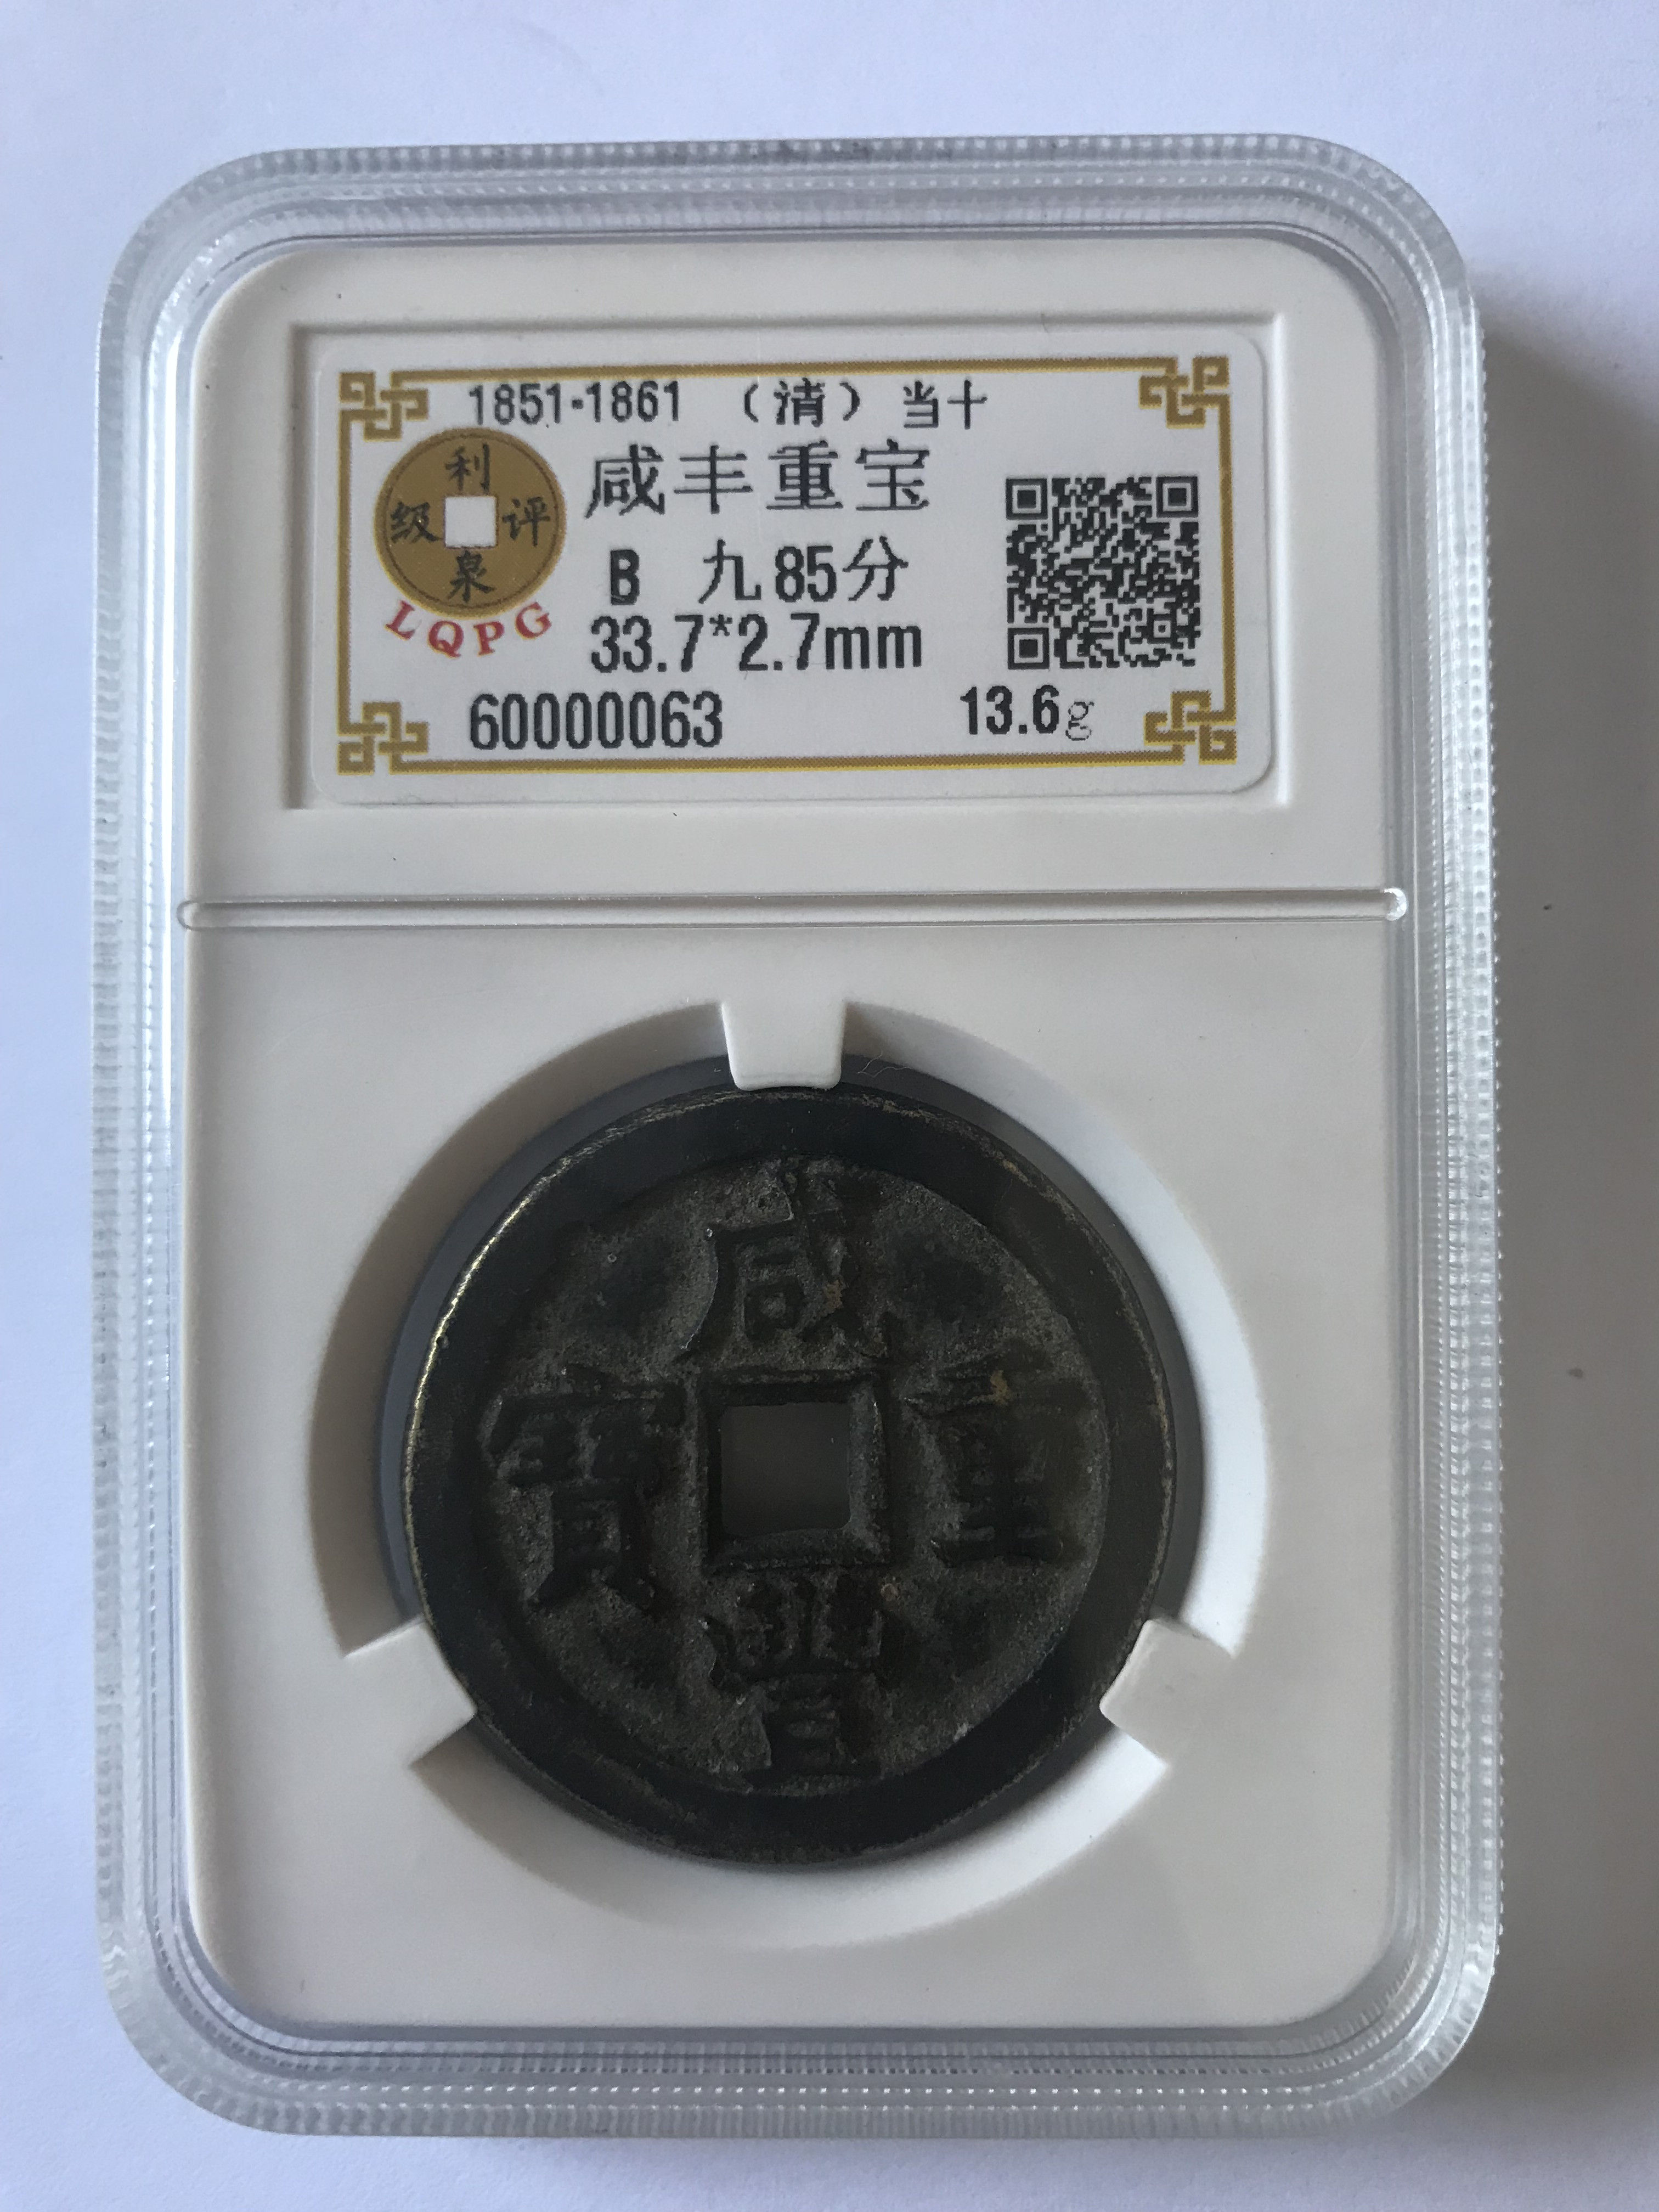 1851-1861 （清）当十
咸丰重宝
利泉评级
LQPG
B 九85分
33.7*2.7mm
60000063 13.6g
咸豐重寶